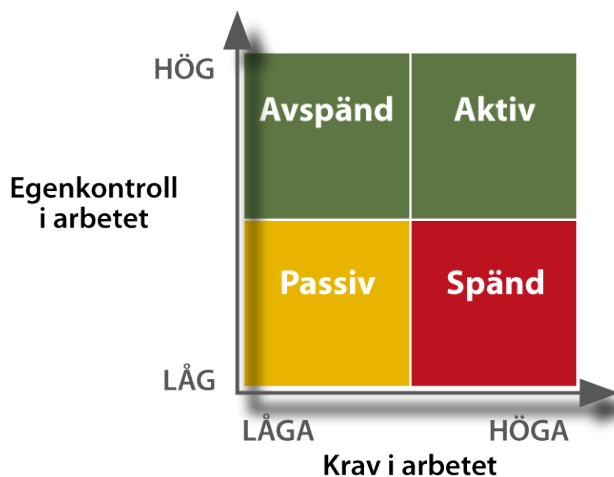 HÖG
Avspänd
Aktiv
Egenkontroll
i arbetet
Passiv
Spänd
LÅG
LÅGA
HÖGA
Krav i arbetet